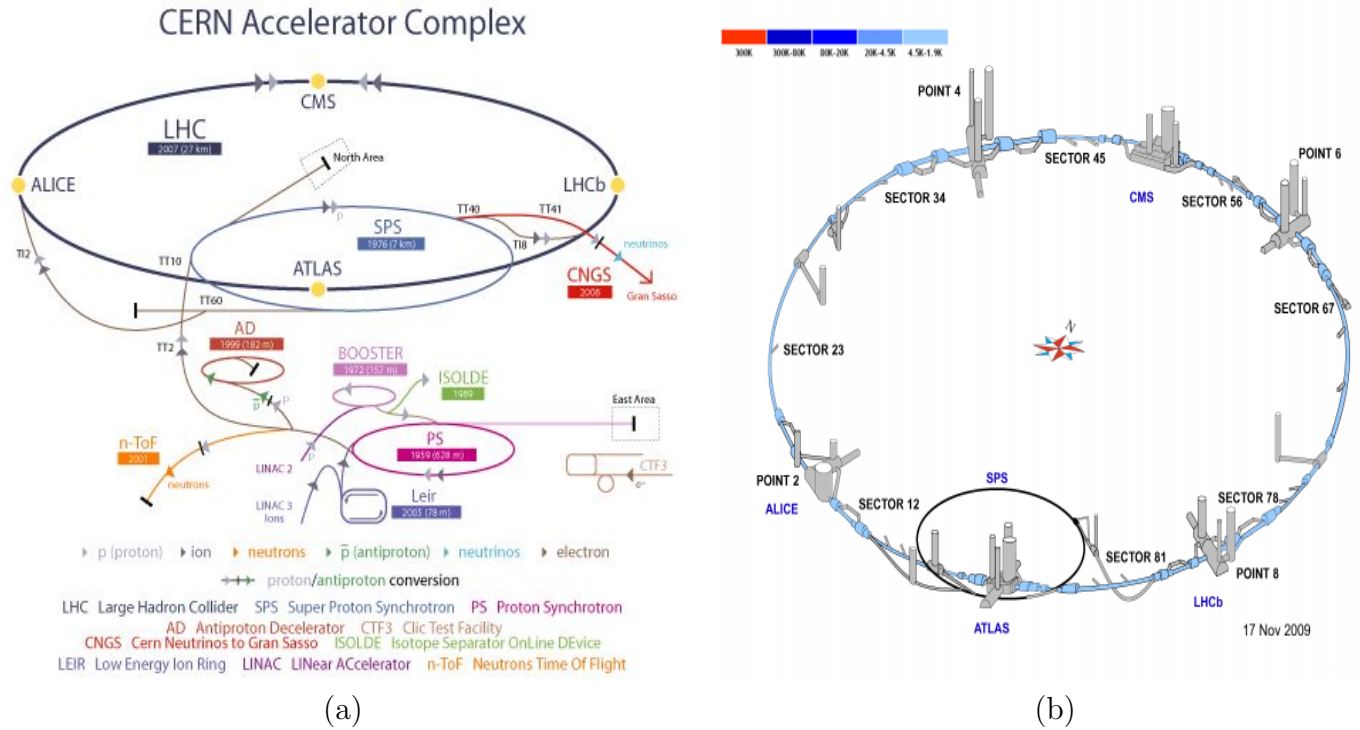 CERN Accelerator Complex
CMS
LHC
2007 (27 km)
North Area
ALICE
LHCb
TT40
TT41
SPS
1976 (7 km)
p
TI8
neutrinos
TI2
TT10
ATLAS
CNGS
2006
Gran Sasso
TT60
AD
1999 (182 m)
TT2
BOOSTER
1972 (157 m)
ISOLDE
1989
p
p
East Area
n-ToF
2001
PS
1959 (628 m)
LINAC 2
p
neutrons
CTF3
e-
LINAC 3
Ions
Leir
2005 (78 m)
p (proton) ion neutrons p (antiproton) neutrinos electron
proton/antiproton conversion
LHC Large Hadron Collider SPS Super Proton Synchrotron PS Proton Synchrotron
AD Antiproton Decelerator CTF3 Clic Test Facility
CNGS Cern Neutrinos to Gran Sasso ISOLDE Isotope Separator OnLine DEvice
LEIR Low Energy Ion Ring LINAC LINear ACcelerator n-ToF Neutrons Time Of Flight
(a)
300K 300K-80K 80K-20K 20K-4.5K 4.5K-1.9K
POINT 4
SECTOR 45
POINT 6
CMS
SECTOR 34
SECTOR 56
SECTOR 67
N
SECTOR 23
POINT 2
ALICE
SPS
SECTOR 12
SECTOR 78
SECTOR 81
POINT 8
LHCb
ATLAS
17 Nov 2009
(b)